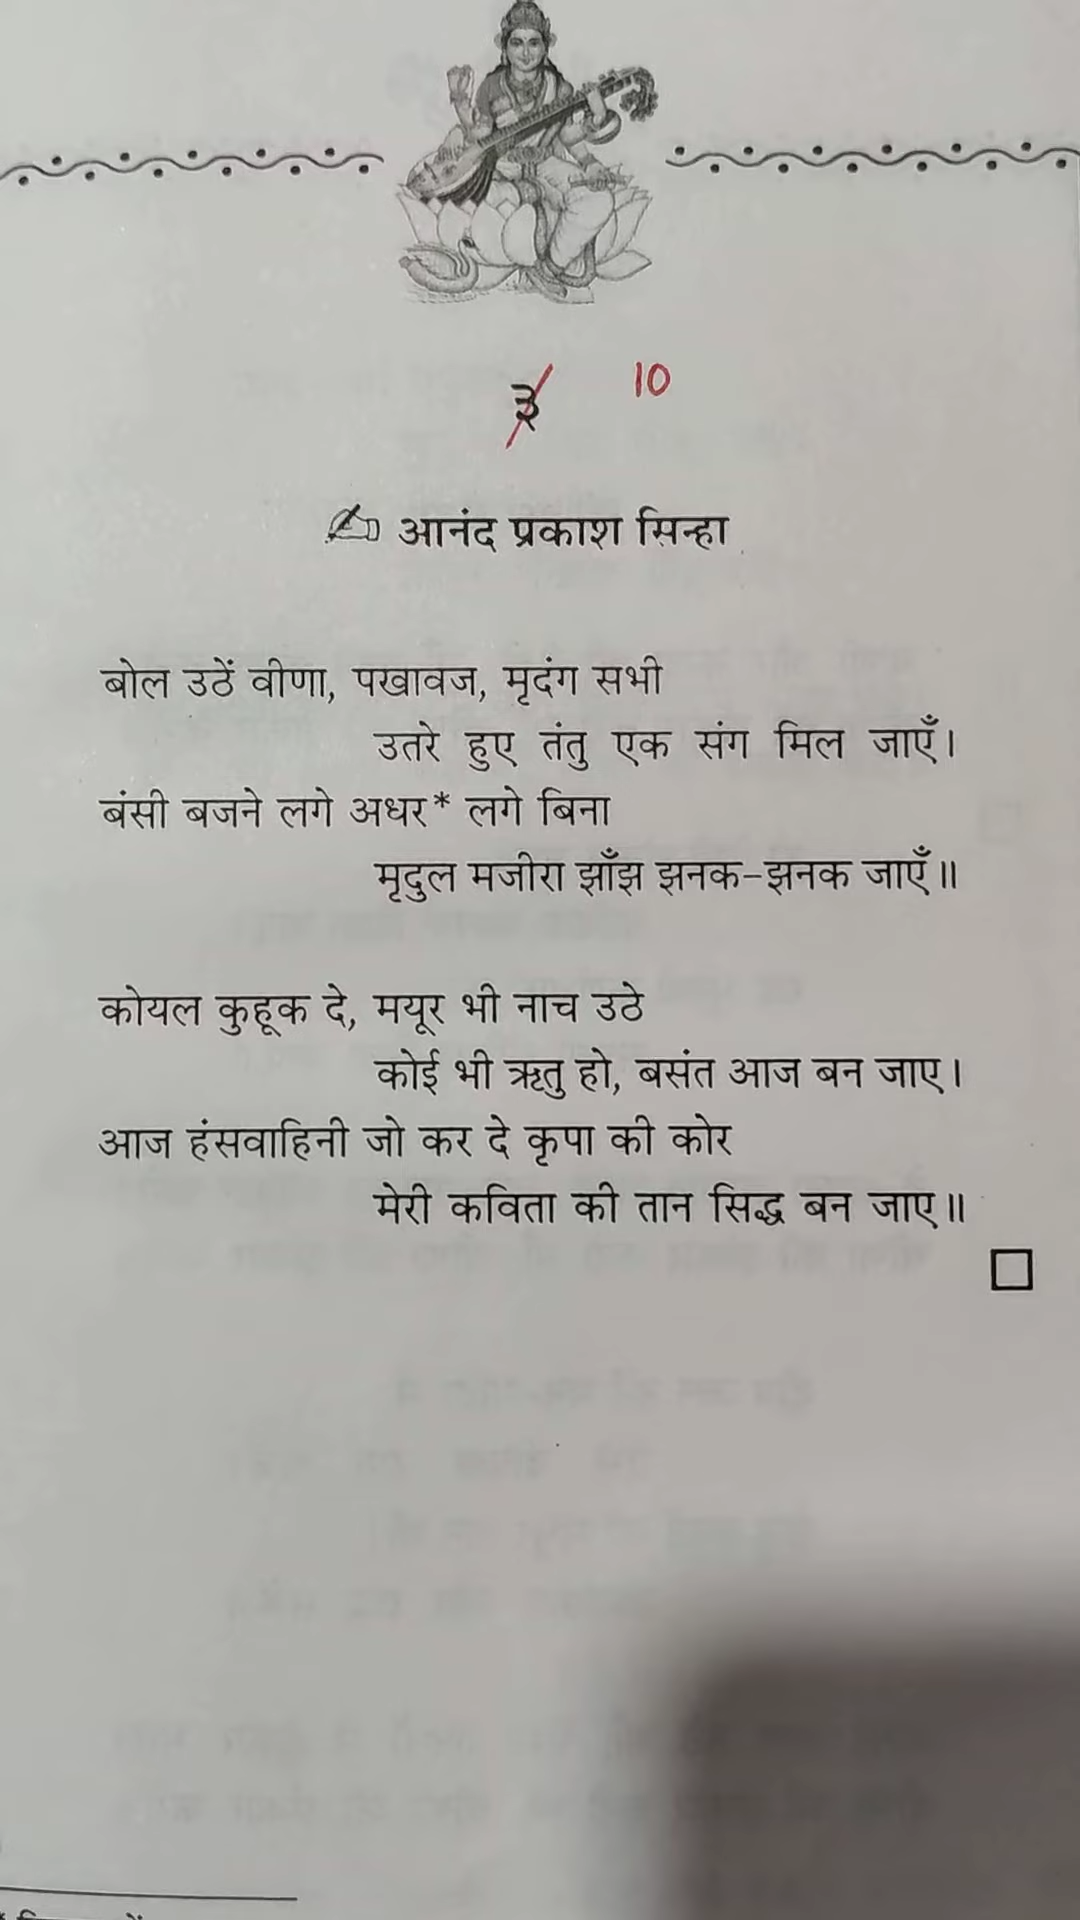 ३ 10
आनंद प्रकाश सिन्हा
बोल उठें वीणा, पखावज, मृदंग सभी
उतरे हुए तंतु एक संग मिल जाएँ।
बंसी बजने लगे अधर* लगे बिना
मृदुल मजीरा झाँझ झनक-झनक जाएँ॥
कोयल कुहूक दे, मयूर भी नाच उठे
कोई भी ऋतु हो, बसंत आज बन जाए।
आज हंसवाहिनी जो कर दे कृपा की कोर
मेरी कविता की तान सिद्ध बन जाए॥